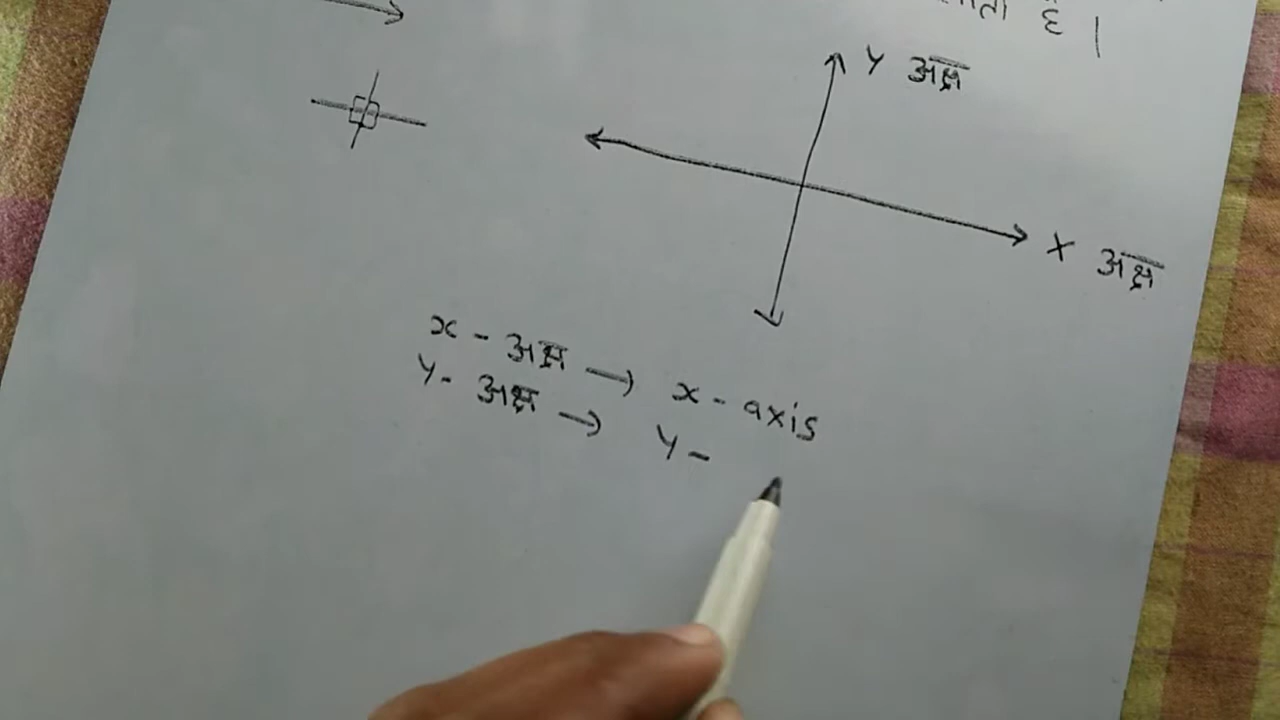 है ।
Y अक्ष
X अक्ष
x - अक्ष → x - axis
Y - अक्ष → Y -